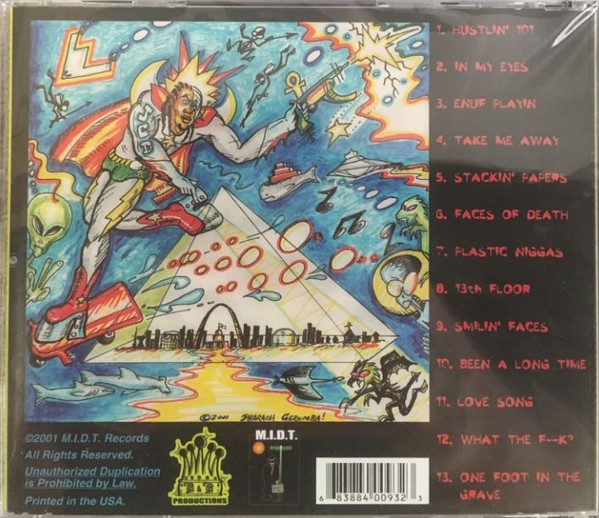 1. HUSTLIN' 101
2. IN MY EYES
3. ENUF PLAYIN
4. TAKE ME AWAY
5. STACKIN' PAPERS
6. FACES OF DEATH
7. PLASTIC NIGGAS
8. 13th FLOOR
9. SMILIN' FACES
10. BEEN A LONG TIME
11. LOVE SONG
12. WHAT THE F--K?
13. ONE FOOT IN THE
GRAVE
©2001 PHARAOH GERUMBA!
©2001 M.I.D.T. Records
All Rights Reserved.
Unauthorized Duplication
is Prohibited by Law.
Printed in the USA.
PRODUCTIONS
M.I.D.T.
6 83884 00932 3